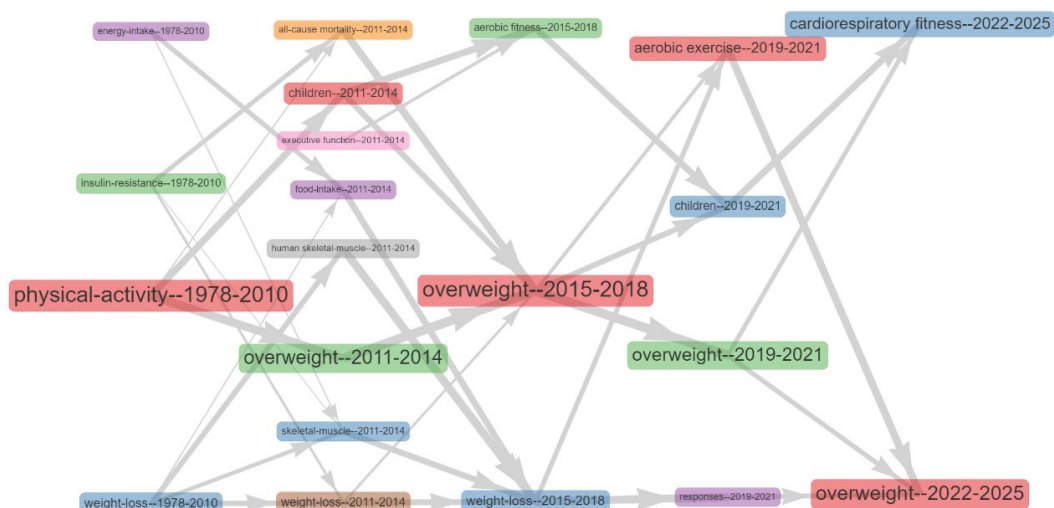 energy-intake--1978-2010
all-cause mortality--2011-2014
aerobic fitness--2015-2018
cardiorespiratory fitness--2022-2025
aerobic exercise--2019-2021
children--2011-2014
executive function--2011-2014
insulin-resistance--1978-2010
food-intake--2011-2014
children--2019-2021
human skeletal-muscle--2011-2014
physical-activity--1978-2010
overweight--2015-2018
overweight--2011-2014
overweight--2019-2021
skeletal-muscle--2011-2014
weight-loss--1978-2010
weight-loss--2011-2014
weight-loss--2015-2018
responses--2019-2021
overweight--2022-2025